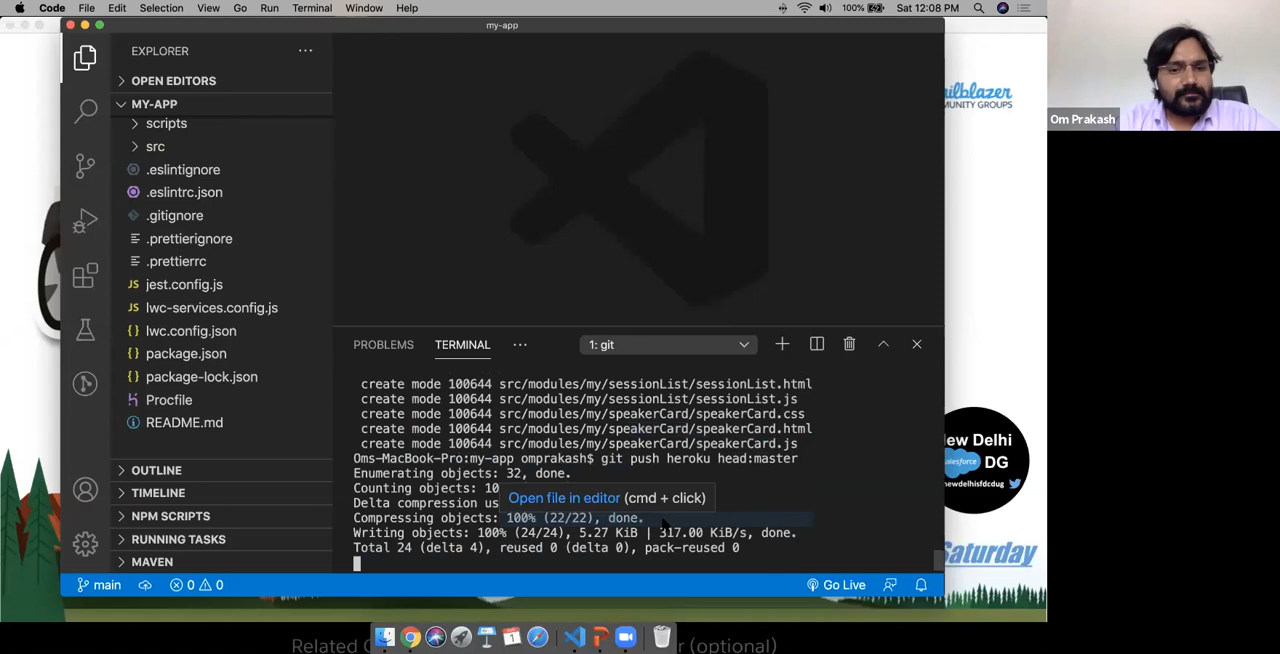 Code File Edit Selection View Go Run Terminal Window Help 100% Sat 12:08 PM
my-app
EXPLORER
OPEN EDITORS
MY-APP
scripts
src
.eslintignore
.eslintrc.json
.gitignore
.prettierignore
.prettierrc
JS jest.config.js
JS lwc-services.config.js
{} lwc.config.json
{} package.json
{} package-lock.json
Procfile
README.md
OUTLINE
TIMELINE
NPM SCRIPTS
RUNNING TASKS
MAVEN
PROBLEMS TERMINAL 1: git
create mode 100644 src/modules/my/sessionList/sessionList.html
create mode 100644 src/modules/my/sessionList/sessionList.js
create mode 100644 src/modules/my/speakerCard/speakerCard.css
create mode 100644 src/modules/my/speakerCard/speakerCard.html
create mode 100644 src/modules/my/speakerCard/speakerCard.js
Oms-MacBook-Pro:my-app omprakash$ git push heroku head:master
Enumerating objects: 32, done.
Counting objects: 10
Open file in editor (cmd + click)
Delta compression us
Compressing objects: 100% (22/22), done.
Writing objects: 100% (24/24), 5.27 KiB | 317.00 KiB/s, done.
Total 24 (delta 4), reused 0 (delta 0), pack-reused 0
main 0 0 Go Live
Om Prakash
ailblazer
MUNITY GROUPS
New Delhi
salesforce DG
newdelhisfdcdug
Saturday
Related r (optional)